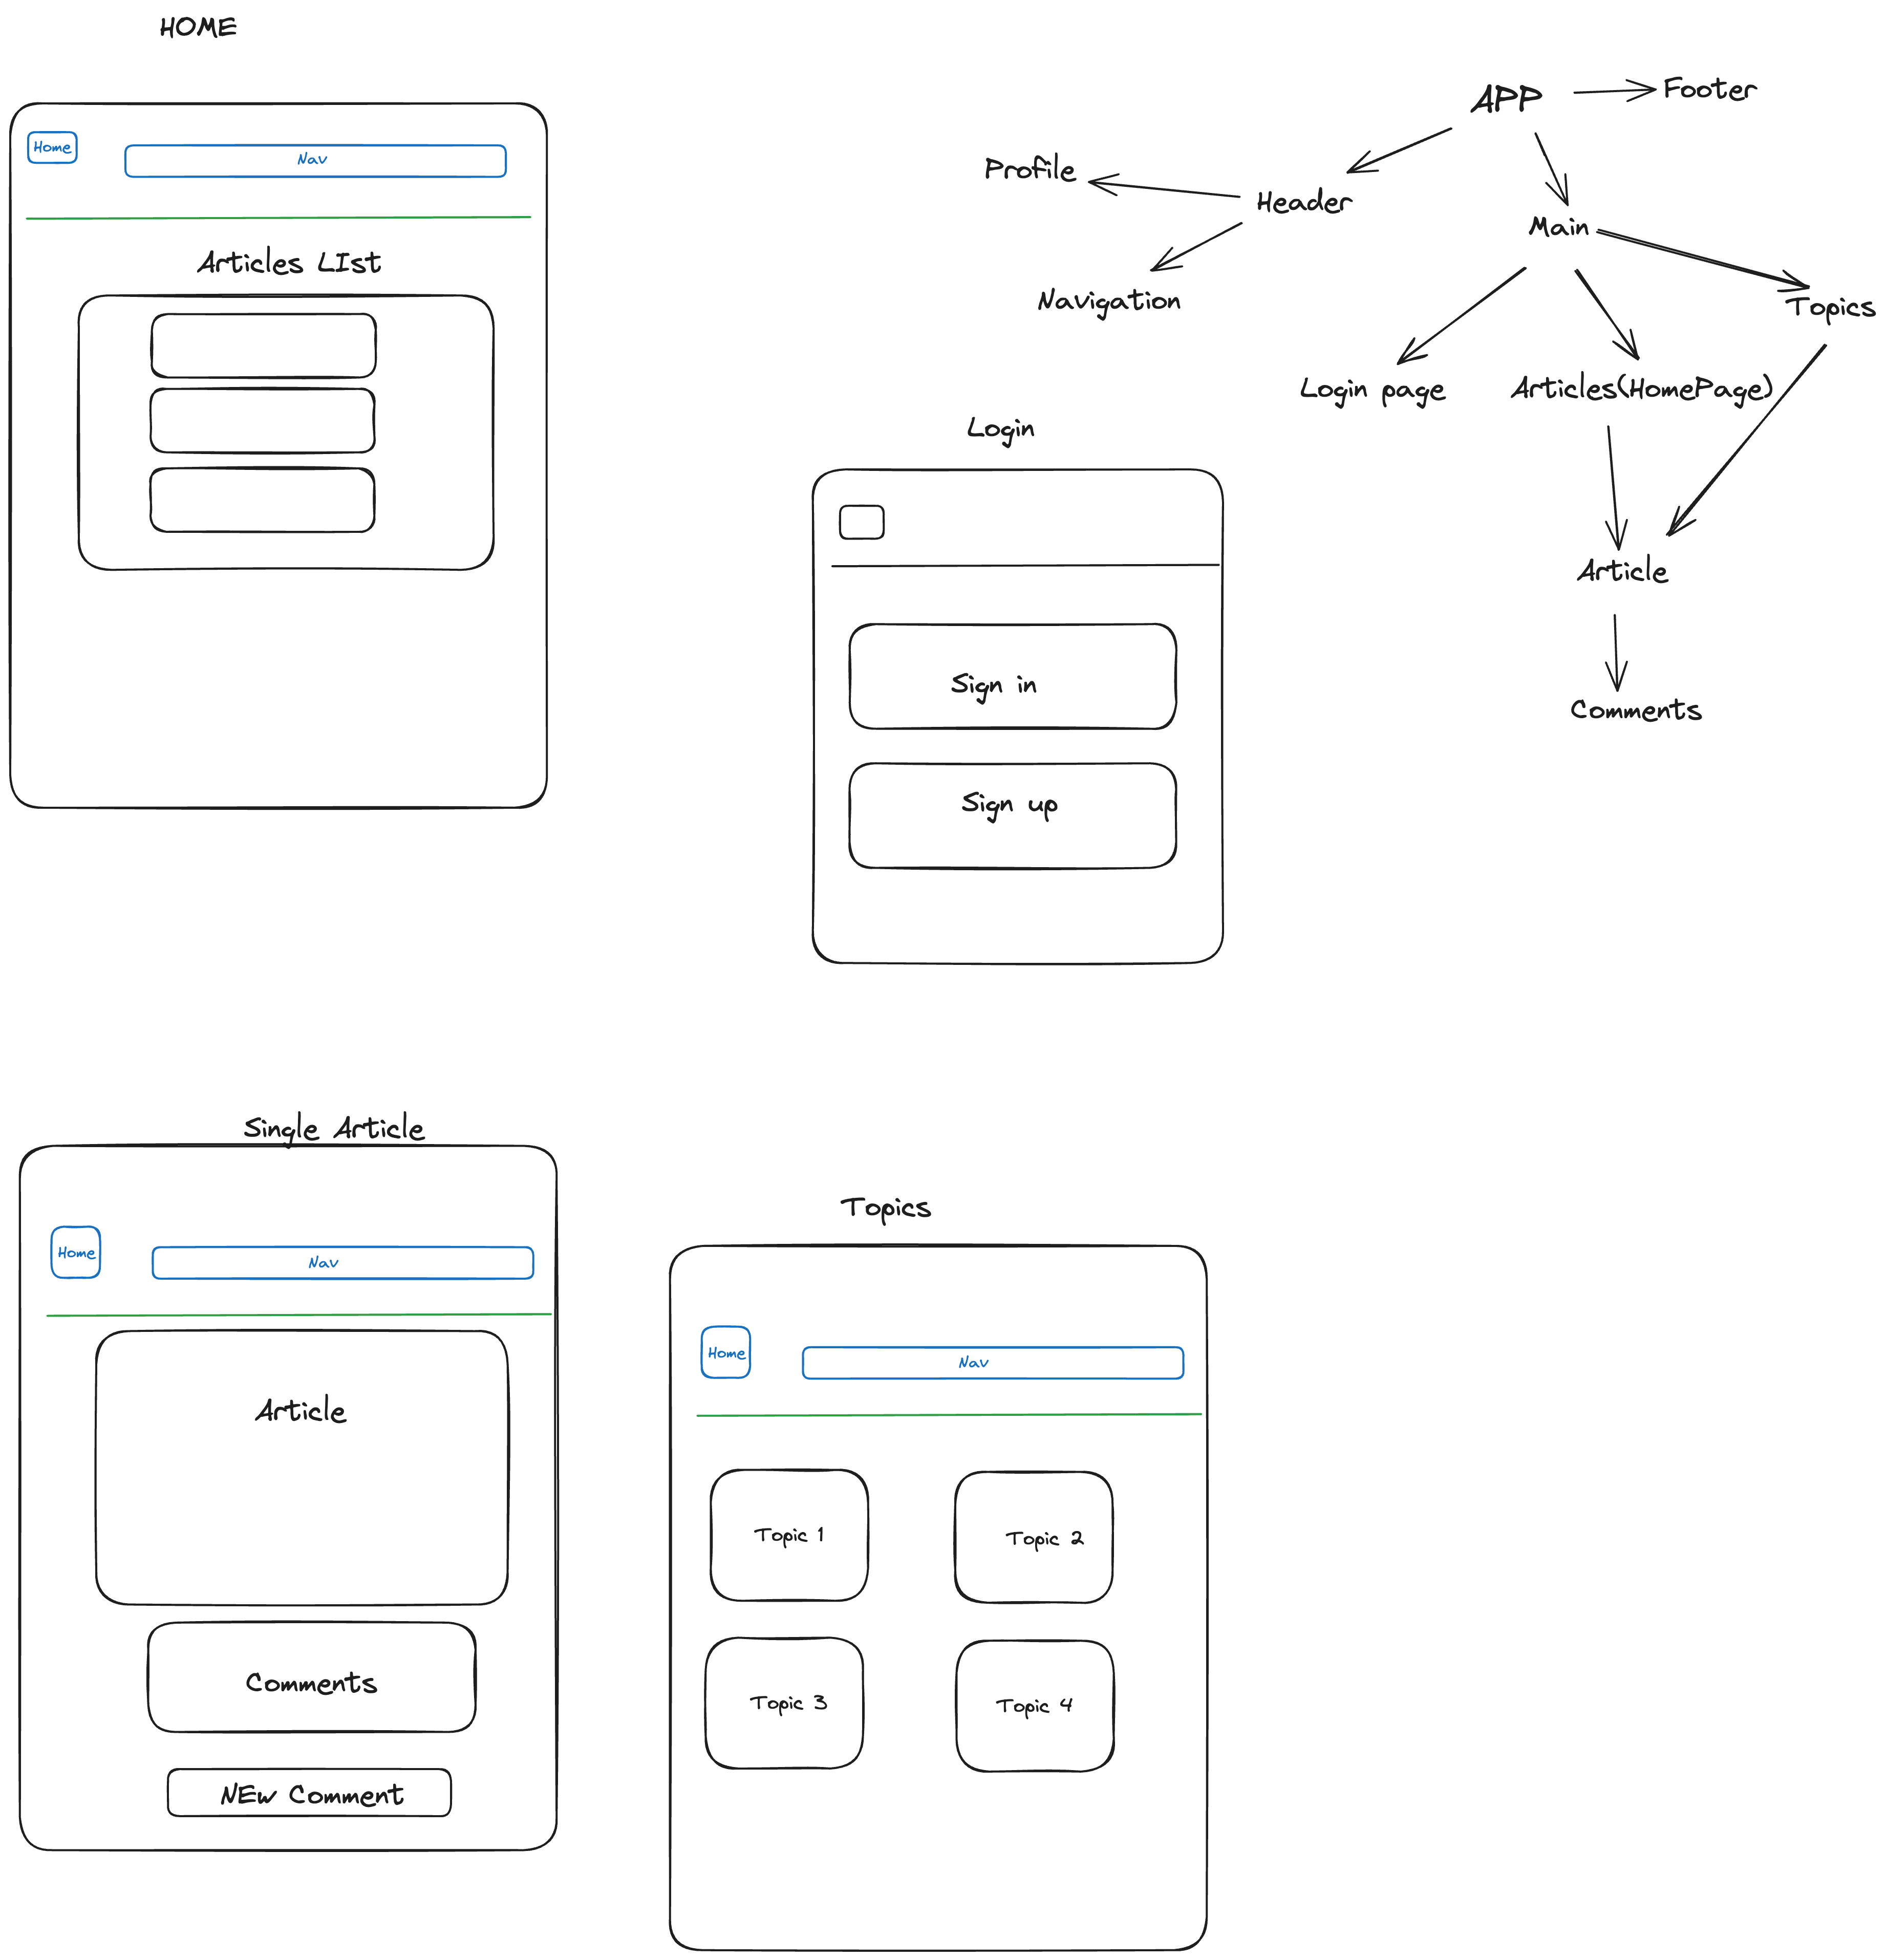 HOME
Home
Nav
Articles LIst
APP
Footer
Profile
Header
Main
Navigation
Topics
Login page
Articles(HomePage)
Article
Comments
Login
Sign in
Sign up
Single Article
Home
Nav
Article
Comments
NEw Comment
Topics
Home
Nav
Topic 1
Topic 2
Topic 3
Topic 4